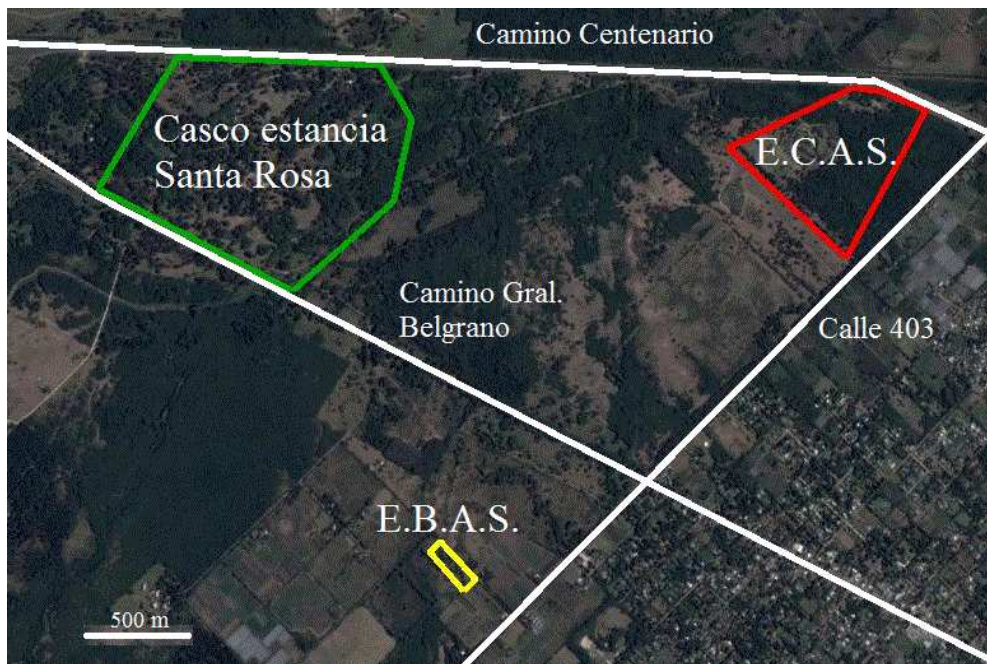 Camino Centenario
Casco estancia
Santa Rosa
E.C.A.S.
Camino Gral.
Belgrano
Calle 403
E.B.A.S.
500 m